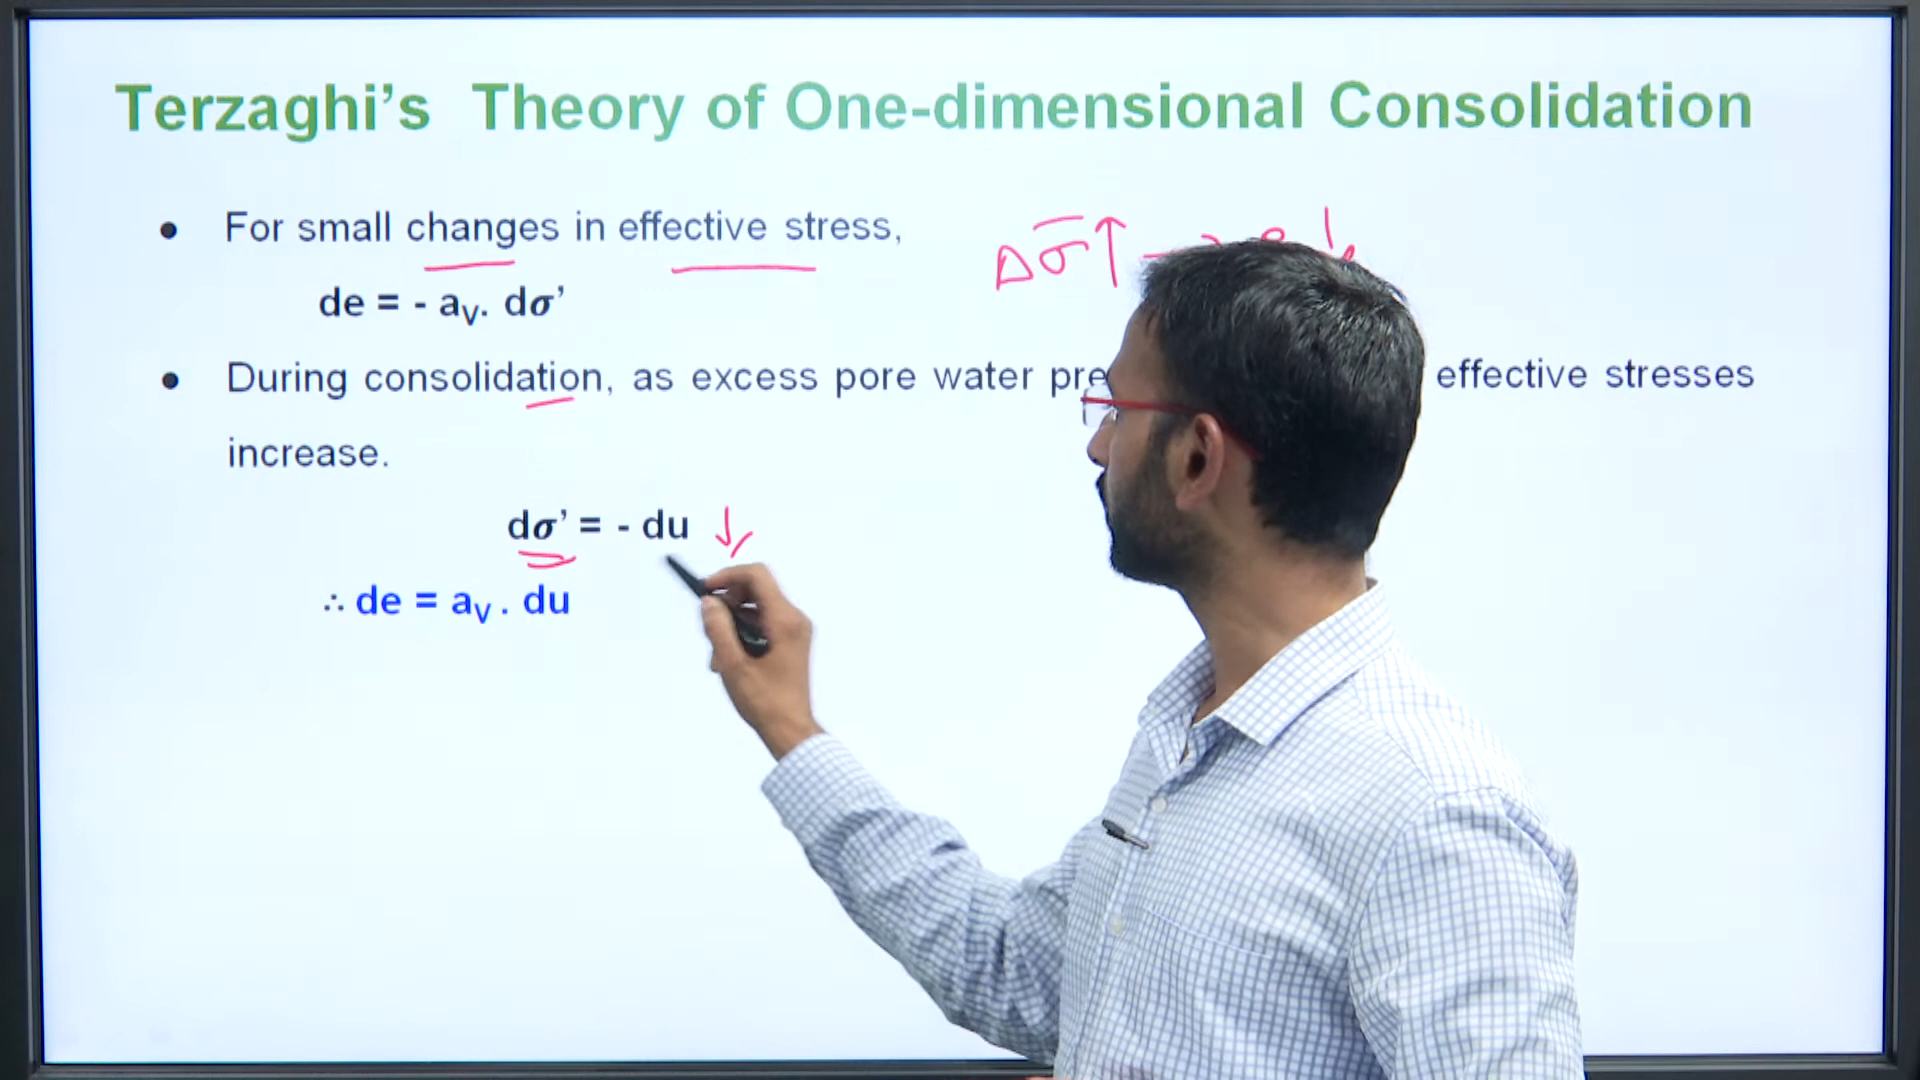 Terzaghi’s Theory of One-dimensional Consolidation
● For small changes in effective stress,
Δσ̅↑ → e ↓
de = - aᵥ. dσ’
● During consolidation, as excess pore water effective stresses
increase.
dσ’ = - du ↓
∴ de = aᵥ . du